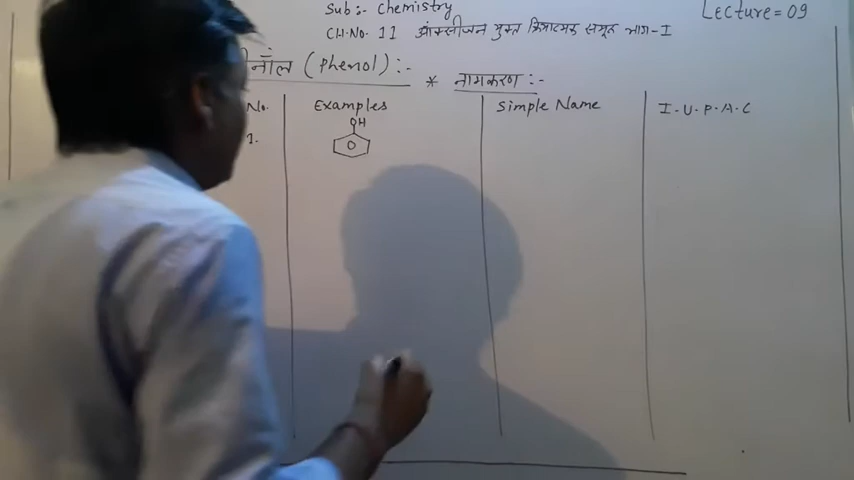 Sub:- Chemistry
Lecture=09
CH.No. 11 ऑक्सीजन युक्त क्रियात्मक समूह भाग-I
नॉल (Phenol):-
* नामकरण:-
No.
Examples
Simple Name
I.U.P.A.C
1.
OH